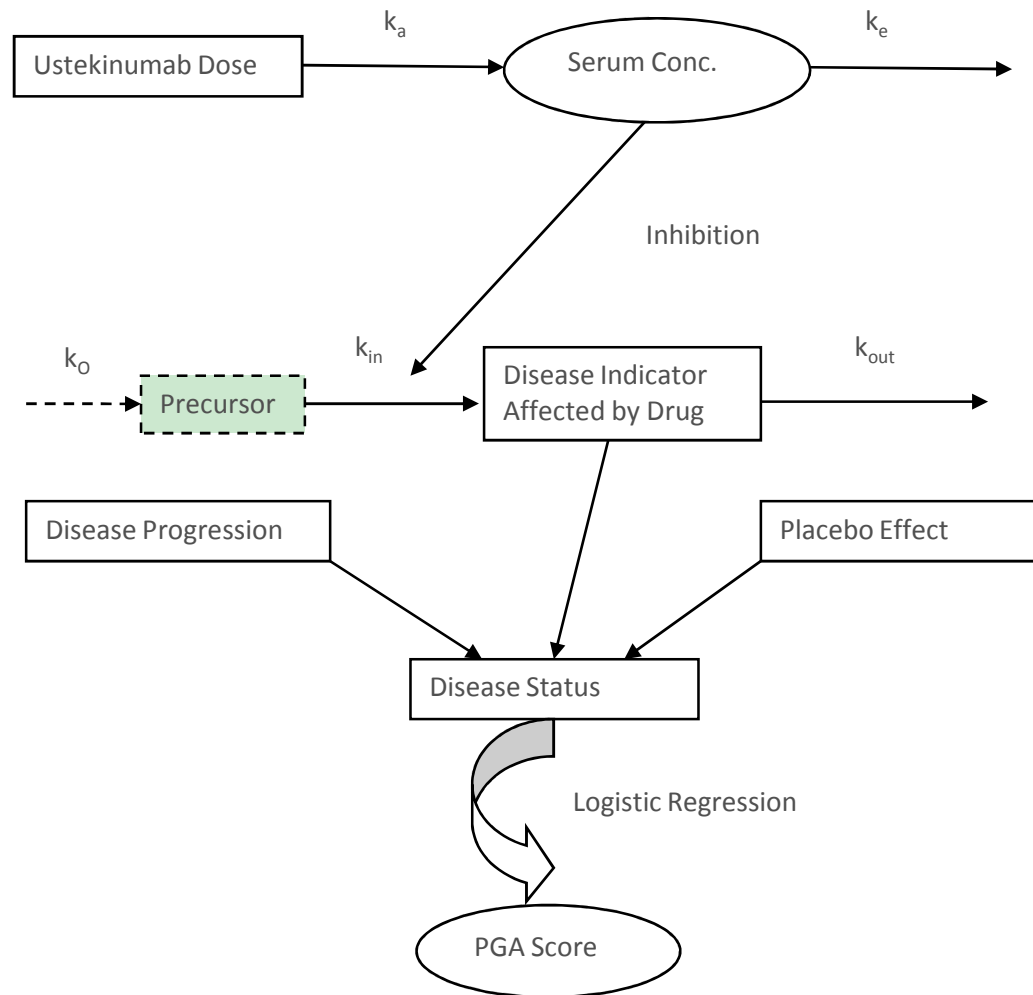 k_a
k_e
Ustekinumab Dose
Serum Conc.
Inhibition
k_O
k_in
k_out
Precursor
Disease Indicator
Affected by Drug
Disease Progression
Placebo Effect
Disease Status
Logistic Regression
PGA Score